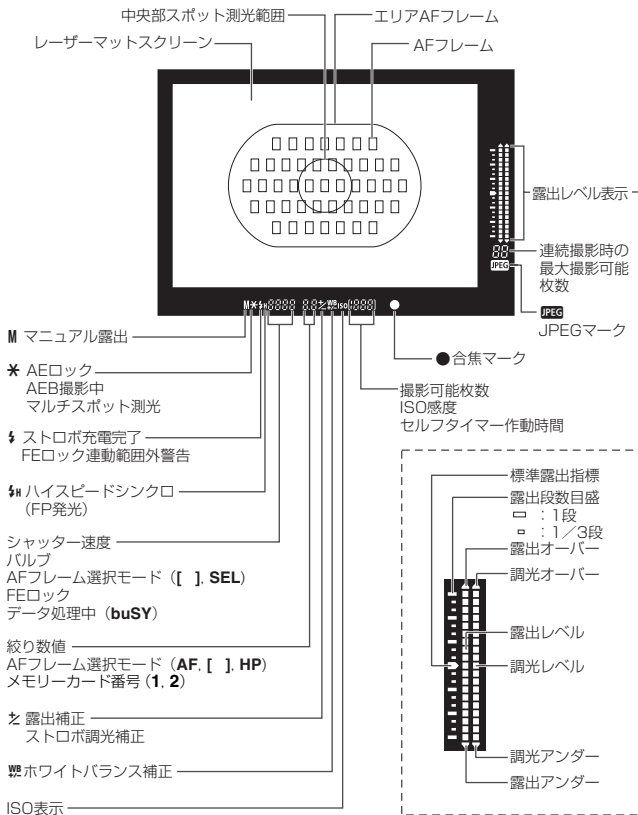 中央部スポット測光範囲
エリアAFフレーム
レーザーマットスクリーン
AFフレーム
露出レベル表示
連続撮影時の
最大撮影可能
枚数
JPEG
JPEG
JPEGマーク
M マニュアル露出
●合焦マーク
AEロック
AEB撮影中
マルチスポット測光
撮影可能枚数
ISO感度
セルフタイマー作動時間
ストロボ充電完了
FEロック連動範囲外警告
H ハイスピードシンクロ
(FP発光)
シャッター速度
バルブ
AFフレーム選択モード([ ], SEL)
FEロック
データ処理中(buSY)
絞り数値
AFフレーム選択モード(AF, [ ], HP)
メモリーカード番号(1, 2)
露出補正
ストロボ調光補正
WB+/-ホワイトバランス補正
ISO表示
標準露出指標
露出段数目盛
:1段
:1/3段
露出オーバー
調光オーバー
露出レベル
調光レベル
調光アンダー
露出アンダー